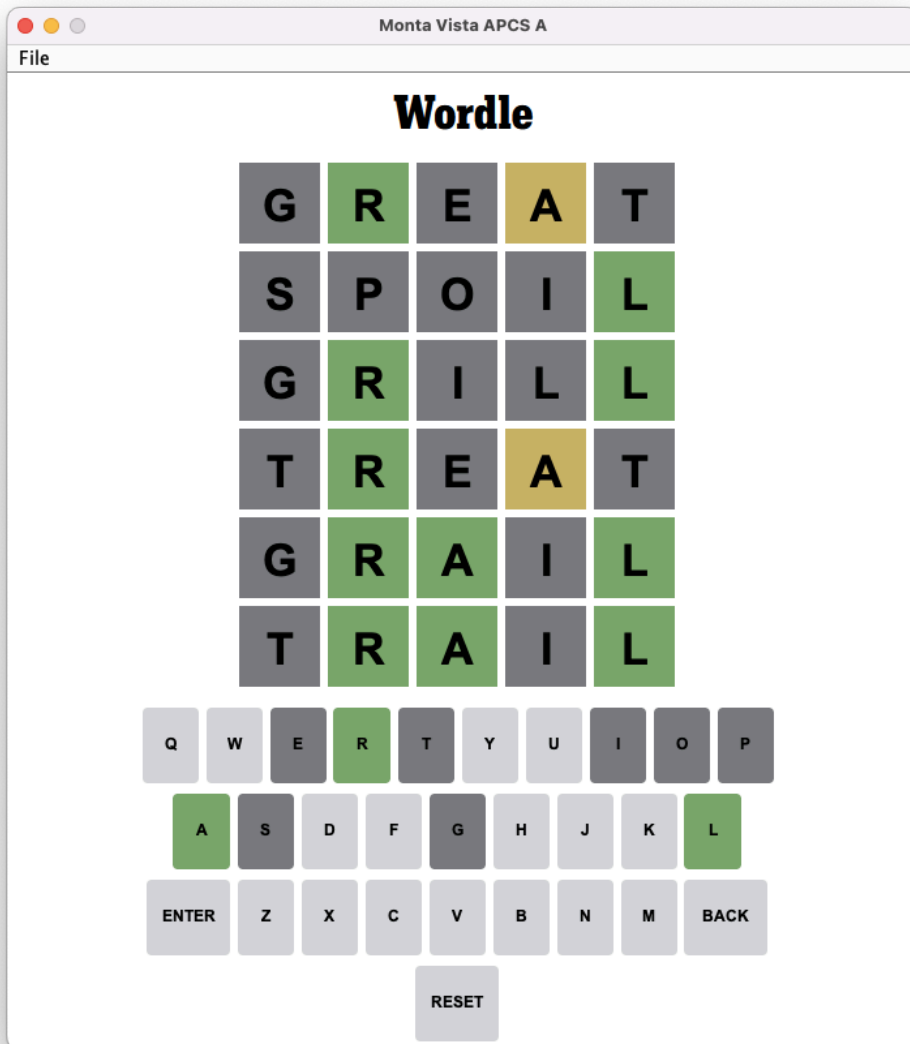 Monta Vista APCS A
File
Wordle
G R E A T
S P O I L
G R I L L
T R E A T
G R A I L
T R A I L
Q W E R T Y U I O P
A S D F G H J K L
ENTER Z X C V B N M BACK
RESET